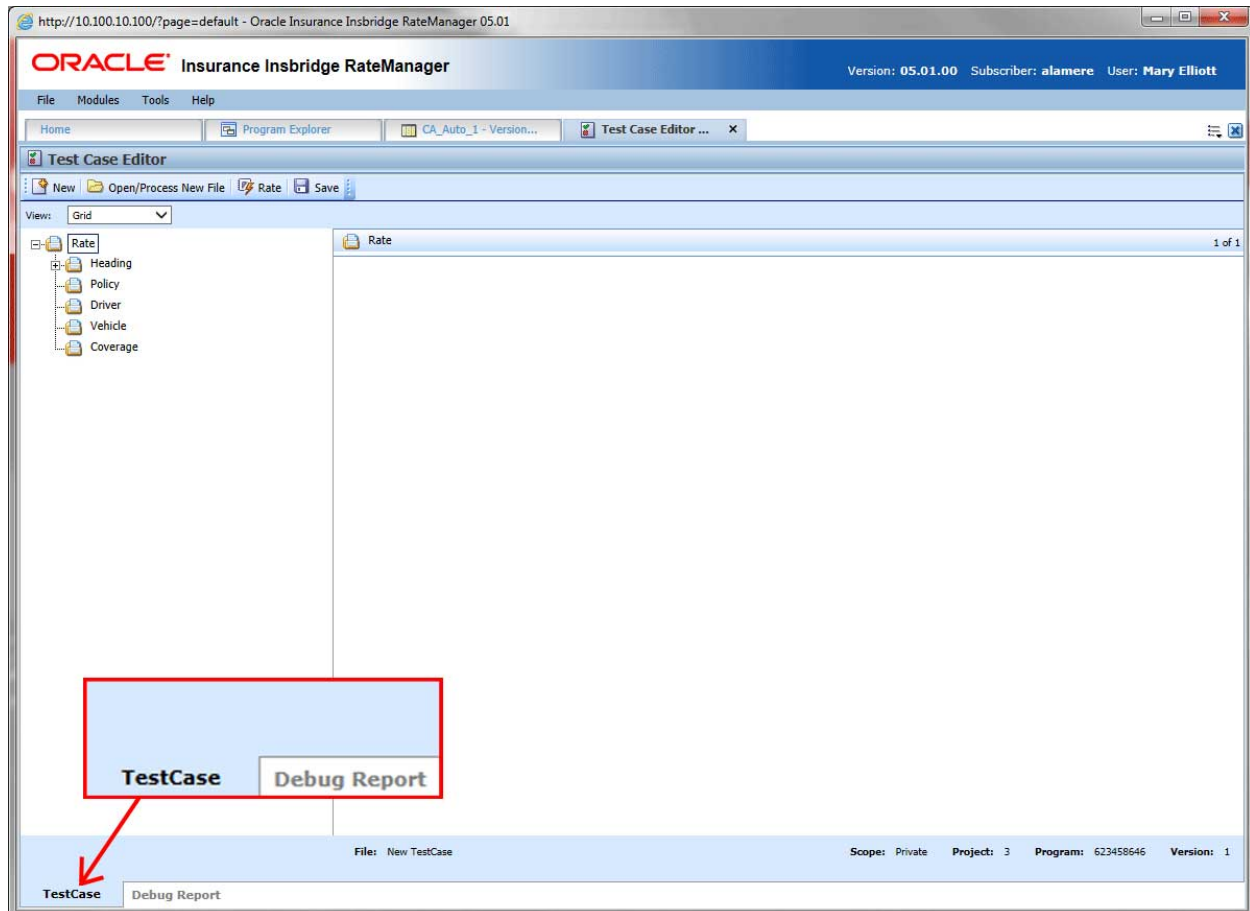 http://10.100.10.100/?page=default - Oracle Insurance Insbridge RateManager 05.01
ORACLE Insurance Insbridge RateManager
Version: 05.01.00 Subscriber: alamere User: Mary Elliott
File Modules Tools Help
Home Program Explorer CA_Auto_1 - Version... Test Case Editor ... x
Test Case Editor
New Open/Process New File Rate Save
View: Grid
Rate
Heading
Policy
Driver
Vehicle
Coverage
Rate 1 of 1
TestCase Debug Report
File: New TestCase Scope: Private Project: 3 Program: 623458646 Version: 1
TestCase Debug Report